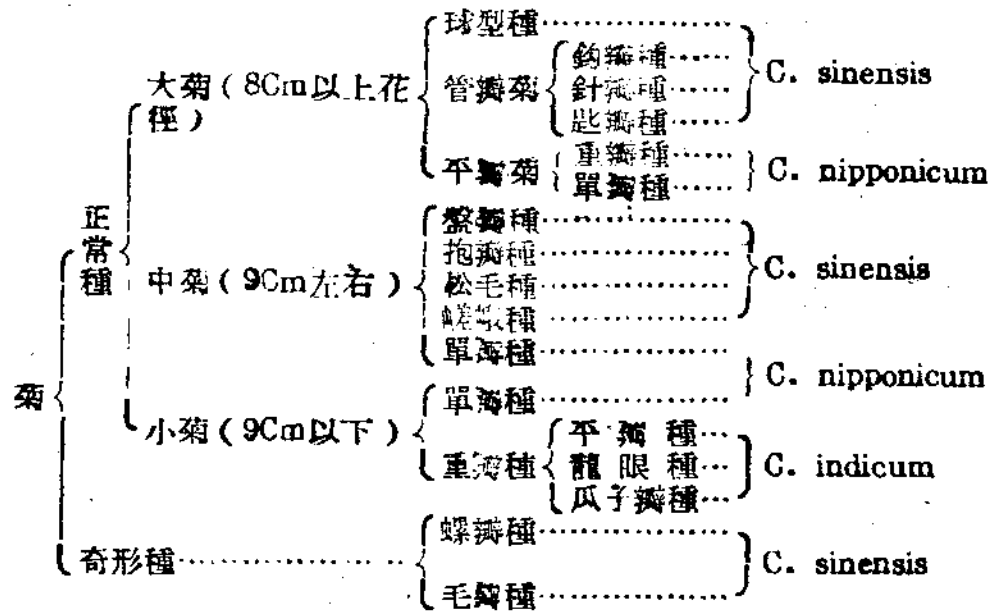 球型種
鈎瓣種
大菊(8Cm以上花 管瓣菊 針瓣種 C. sinensis
徑) 匙瓣種
重瓣種
平瓣菊 單瓣種 C. nipponicum
正常種 盤瓣種
抱瓣種
中菊(9Cm左右) 松毛種 C. sinensis
種
單瓣種
菊 單瓣種 C. nipponicum
小菊(9Cm以下) 平瓣種
重瓣種 龍眼種 C. indicum
瓜子瓣種
螺瓣種
奇形種 C. sinensis
毛瓣種